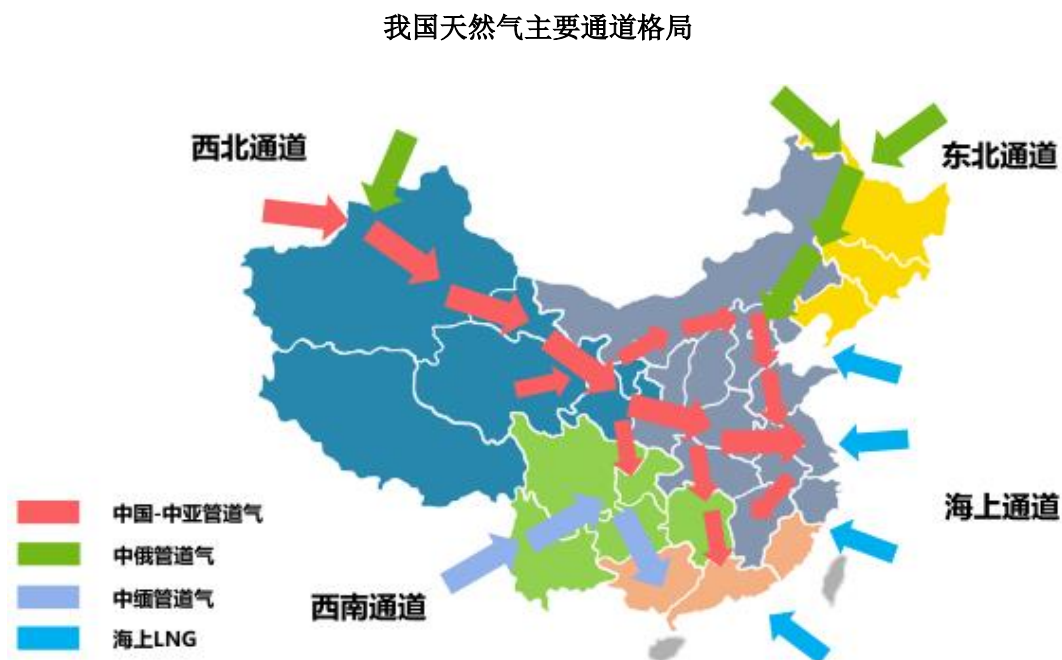 我国天然气主要通道格局
西北通道
东北通道
海上通道
西南通道
中国-中亚管道气
中俄管道气
中缅管道气
海上LNG